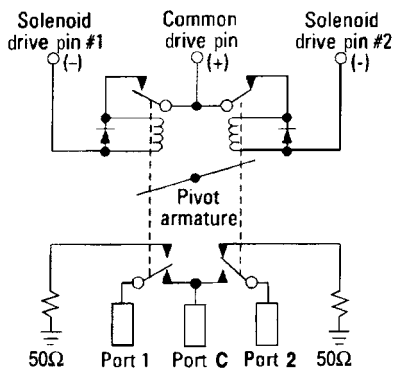 Solenoid
drive pin #1
(−)
Common
drive pin
(+)
Solenoid
drive pin #2
(-)
Pivot
armature
50Ω Port 1 Port C Port 2 50Ω